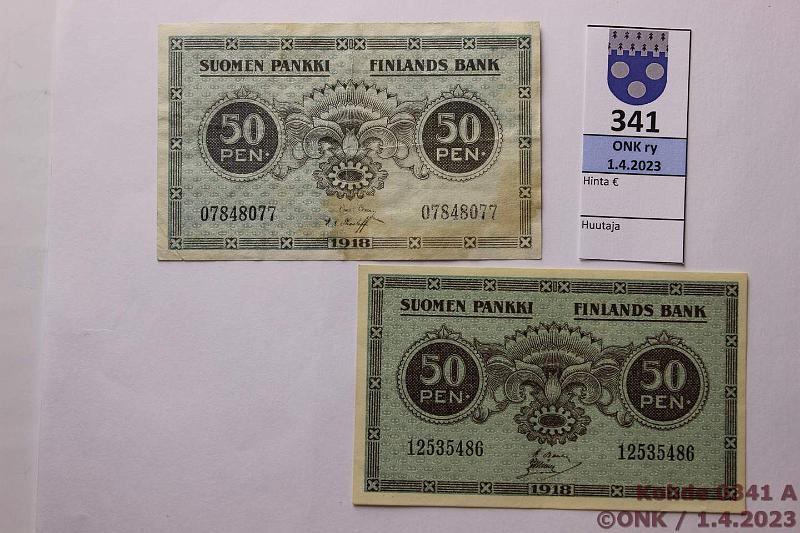 SUOMEN PANKKI FINLANDS BANK
50 PEN. 50 PEN.
07848077 07848077
1918
341
ONK ry
1.4.2023
Hinta €
Huutaja
SUOMEN PANKKI FINLANDS BANK
50 PEN. 50 PEN.
12535486 12535486
1918
Kohde 0341 A
©ONK / 1.4.2023